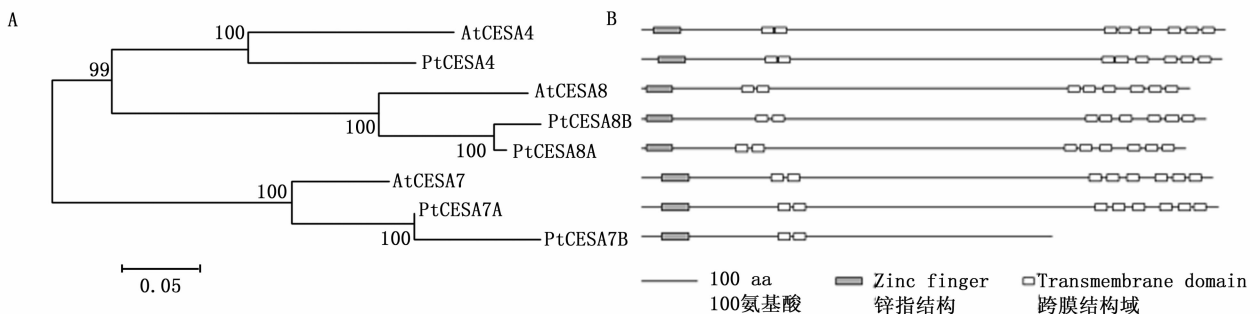 A
B
100
AtCESA4
PtCESA4
99
AtCESA8
100
PtCESA8B
100
PtCESA8A
100
AtCESA7
PtCESA7A
100
PtCESA7B
0.05
100 aa
Zinc finger
Transmembrane domain
100氨基酸
锌指结构
跨膜结构域